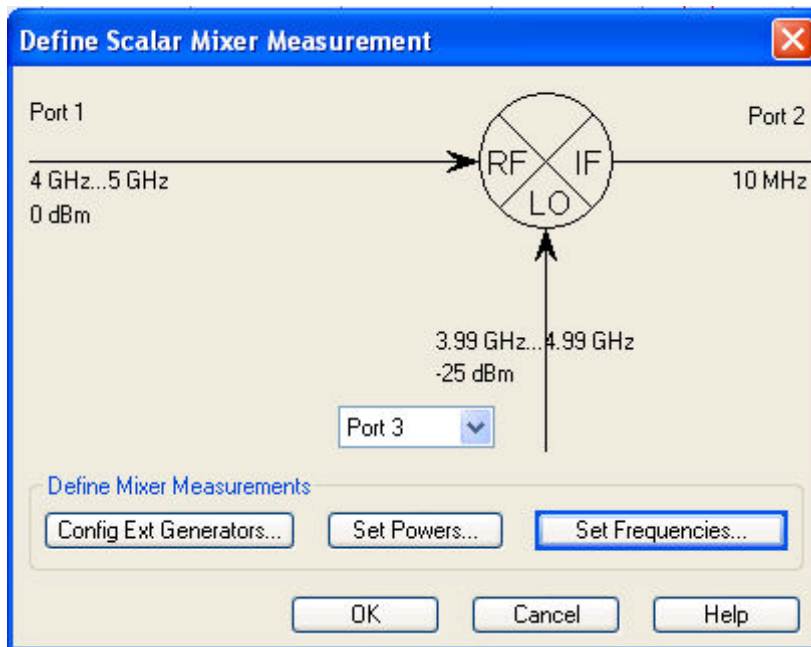 Define Scalar Mixer Measurement
Port 1
Port 2
RF
IF
LO
4 GHz...5 GHz
0 dBm
10 MHz
3.99 GHz...4.99 GHz
-25 dBm
Port 3
Define Mixer Measurements
Config Ext Generators...
Set Powers...
Set Frequencies...
OK
Cancel
Help